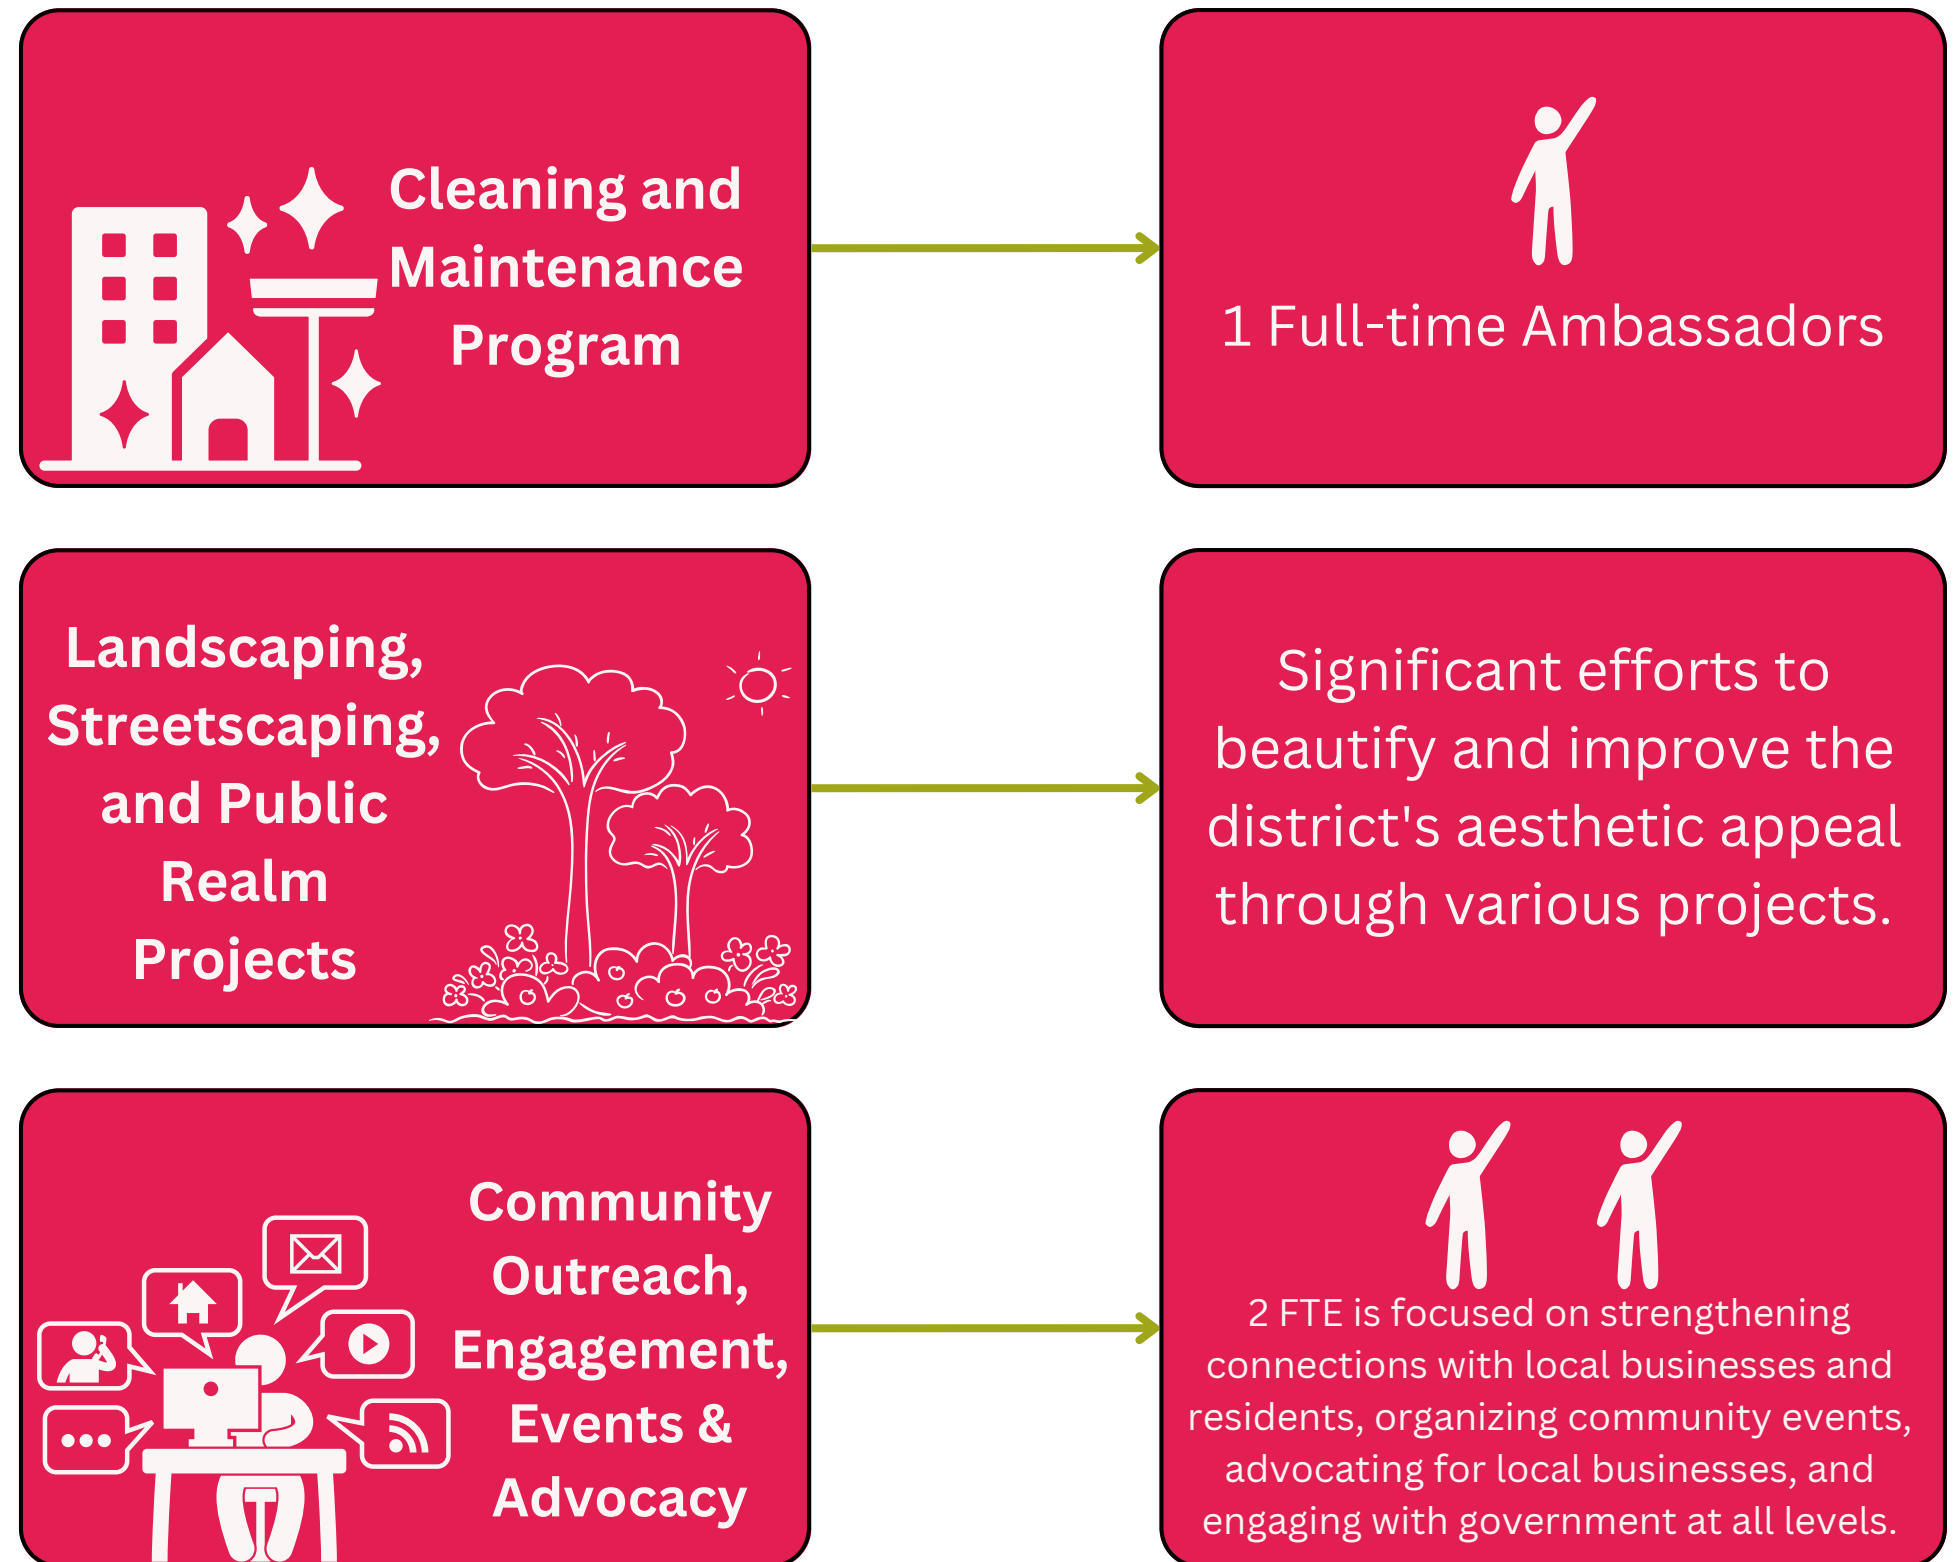 Cleaning and
Maintenance
Program
1 Full-time Ambassadors
Landscaping,
Streetscaping,
and Public
Realm
Projects
Significant efforts to
beautify and improve the
district's aesthetic appeal
through various projects.
Community
Outreach,
Engagement,
Events &
Advocacy
2 FTE is focused on strengthening
connections with local businesses and
residents, organizing community events,
advocating for local businesses, and
engaging with government at all levels.